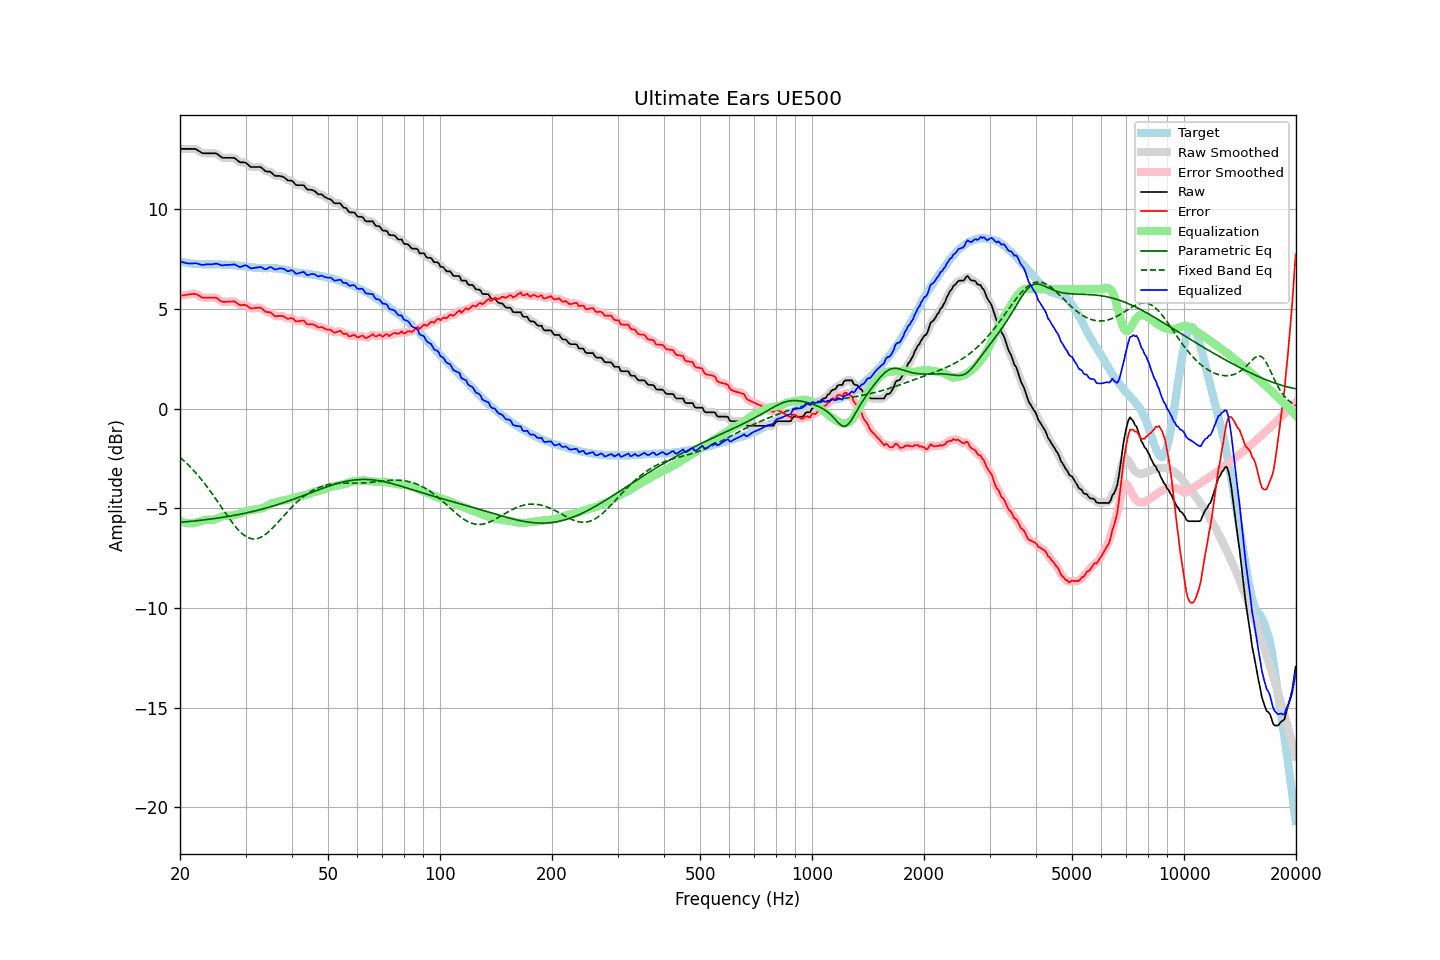 Ultimate Ears UE500
Target
Raw Smoothed
Error Smoothed
Raw
Error
Equalization
Parametric Eq
Fixed Band Eq
Equalized
Amplitude (dBr)
10
5
0
−5
−10
−15
−20
20 50 100 200 500 1000 2000 5000 10000 20000
Frequency (Hz)